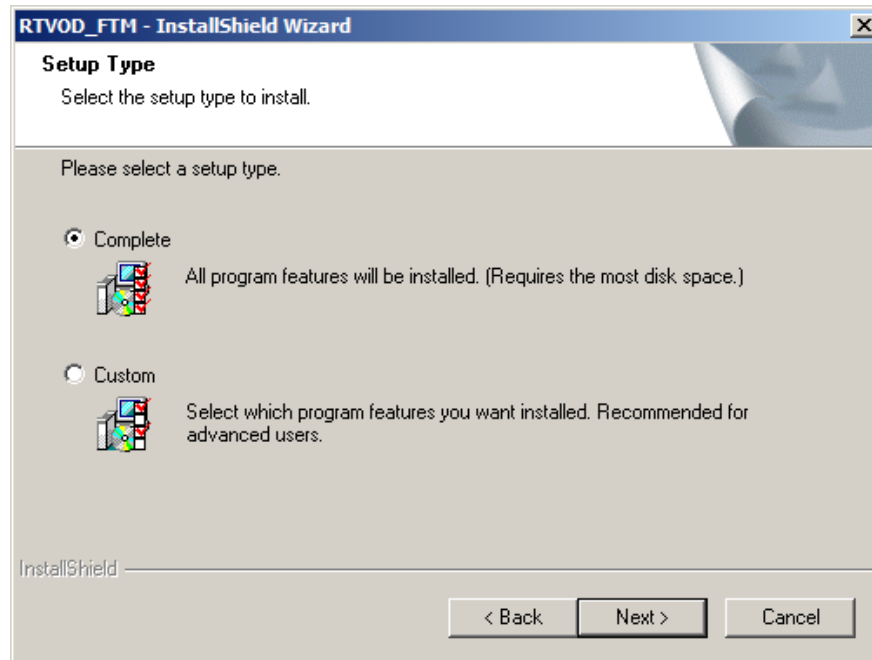 RTVOD_FTM - InstallShield Wizard
Setup Type
Select the setup type to install.
Please select a setup type.
Complete
All program features will be installed. (Requires the most disk space.)
Custom
Select which program features you want installed. Recommended for
advanced users.
InstallShield
< Back Next > Cancel